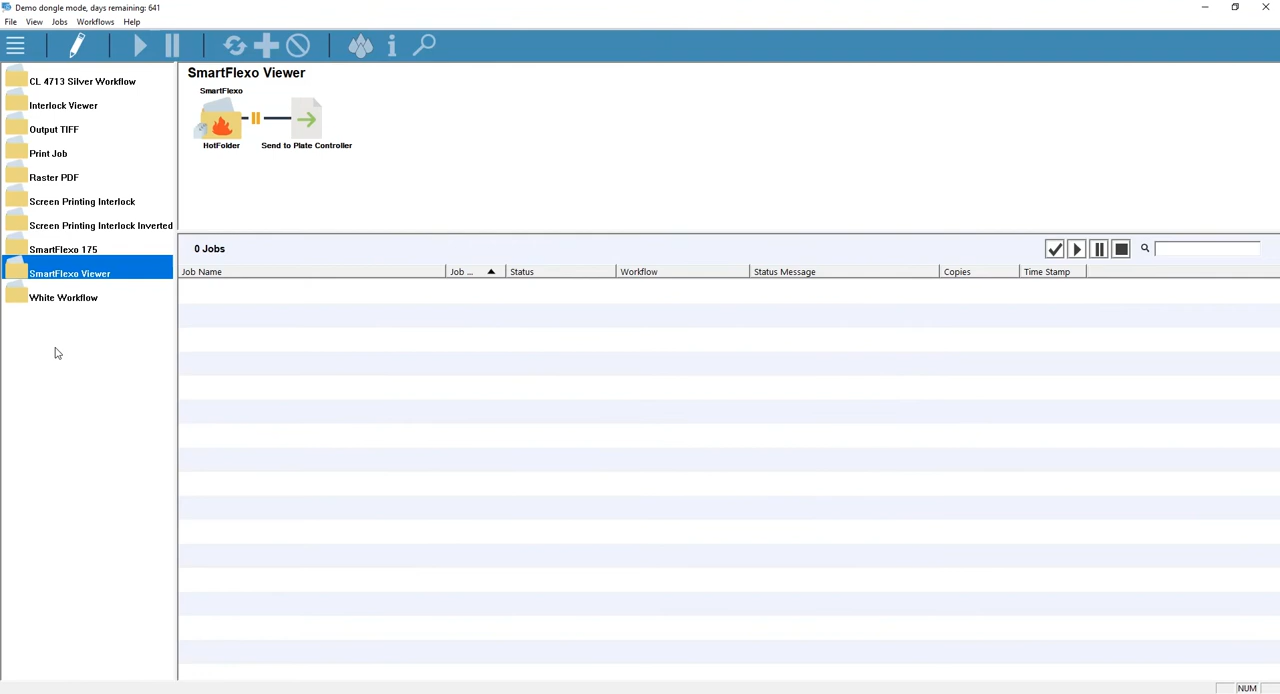 Demo dongle mode, days remaining: 641
File View Jobs Workflows Help
CL 4713 Silver Workflow
Interlock Viewer
Output TIFF
Print Job
Raster PDF
Screen Printing Interlock
Screen Printing Interlock Inverted
SmartFlexo 175
SmartFlexo Viewer
White Workflow
SmartFlexo Viewer
SmartFlexo
HotFolder Send to Plate Controller
0 Jobs
Job Name Job ... Status Workflow Status Message Copies Time Stamp
NUM